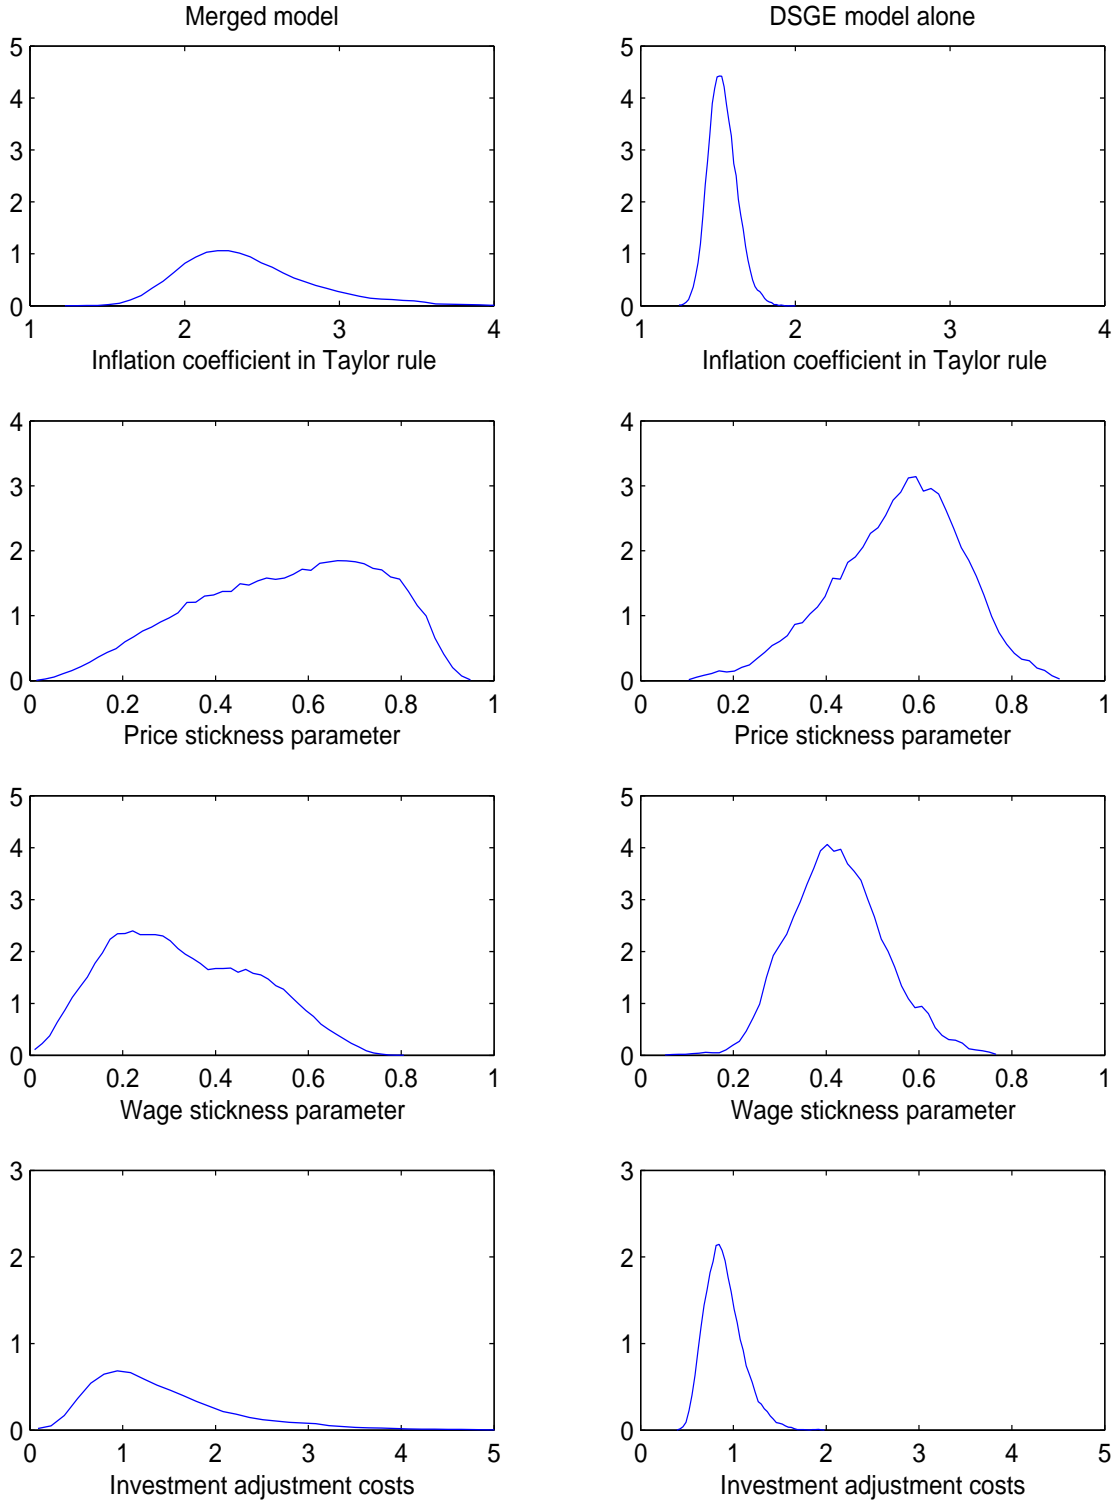 Merged model
DSGE model alone
5
4
3
2
1
0
1 2 3 4
Inflation coefficient in Taylor rule
5
4
3
2
1
0
1 2 3 4
Inflation coefficient in Taylor rule
4
3
2
1
0
0 0.2 0.4 0.6 0.8 1
Price stickness parameter
4
3
2
1
0
0 0.2 0.4 0.6 0.8 1
Price stickness parameter
5
4
3
2
1
0
0 0.2 0.4 0.6 0.8 1
Wage stickness parameter
5
4
3
2
1
0
0 0.2 0.4 0.6 0.8 1
Wage stickness parameter
3
2
1
0
0 1 2 3 4 5
Investment adjustment costs
3
2
1
0
0 1 2 3 4 5
Investment adjustment costs